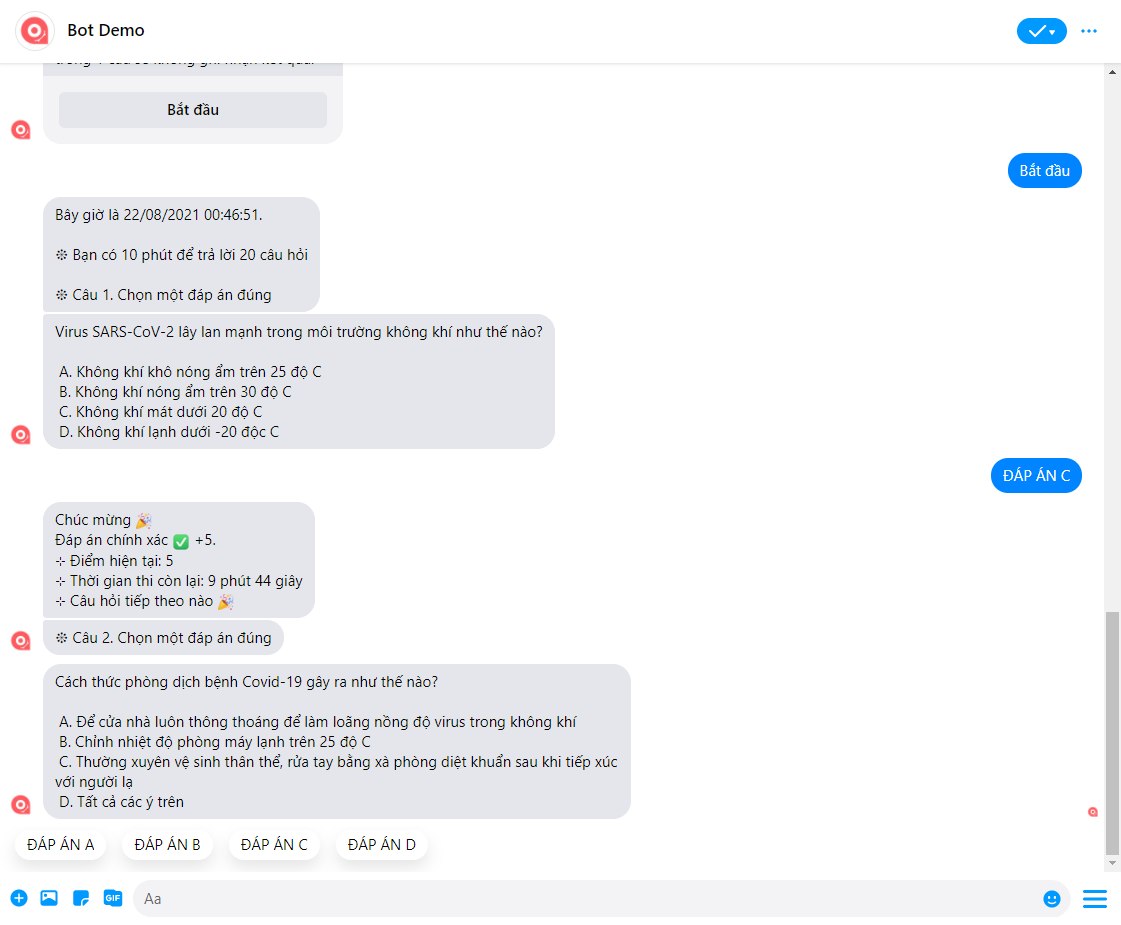 Bot Demo
Bắt đầu
Bắt đầu
Bây giờ là 22/08/2021 00:46:51.
❊ Bạn có 10 phút để trả lời 20 câu hỏi
❊ Câu 1. Chọn một đáp án đúng
Virus SARS-CoV-2 lây lan mạnh trong môi trường không khí như thế nào?
A. Không khí khô nóng ẩm trên 25 độ C
B. Không khí nóng ẩm trên 30 độ C
C. Không khí mát dưới 20 độ C
D. Không khí lạnh dưới -20 độc C
ĐÁP ÁN C
Chúc mừng 🎉
Đáp án chính xác ✅ +5.
⊹ Điểm hiện tại: 5
⊹ Thời gian thi còn lại: 9 phút 44 giây
⊹ Câu hỏi tiếp theo nào 🎉
❊ Câu 2. Chọn một đáp án đúng
Cách thức phòng dịch bệnh Covid-19 gây ra như thế nào?
A. Để cửa nhà luôn thông thoáng để làm loãng nồng độ virus trong không khí
B. Chỉnh nhiệt độ phòng máy lạnh trên 25 độ C
C. Thường xuyên vệ sinh thân thể, rửa tay bằng xà phòng diệt khuẩn sau khi tiếp xúc
với người lạ
D. Tất cả các ý trên
ĐÁP ÁN A ĐÁP ÁN B ĐÁP ÁN C ĐÁP ÁN D
GIF Aa